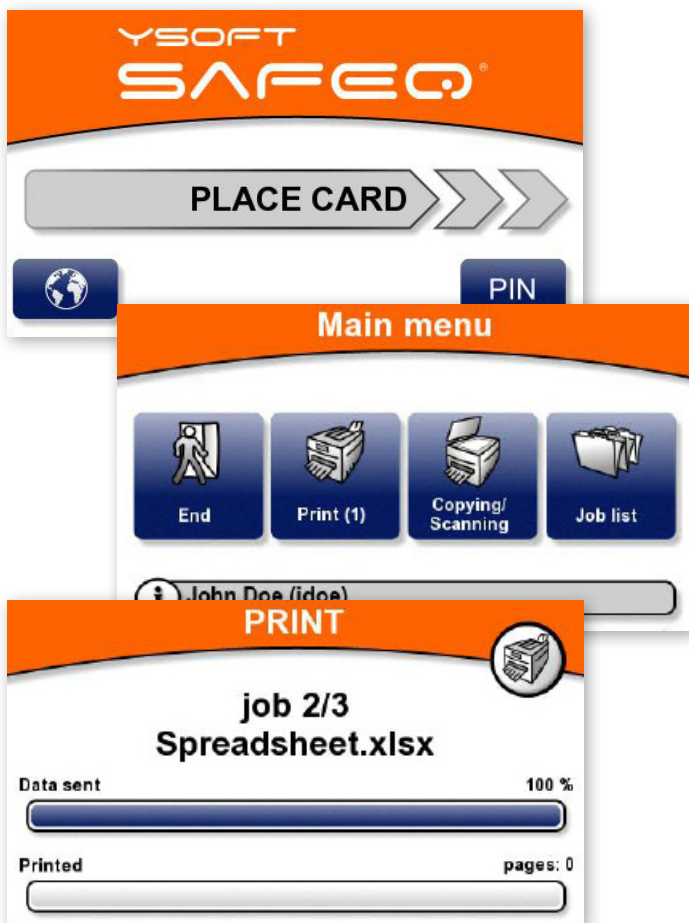 YSOFT
SAFEQ®
PLACE CARD
PIN
Main menu
End
Print (1)
Copying/
Scanning
Job list
i John Doe (jdoe)
PRINT
job 2/3
Spreadsheet.xlsx
Data sent
100 %
Printed
pages: 0